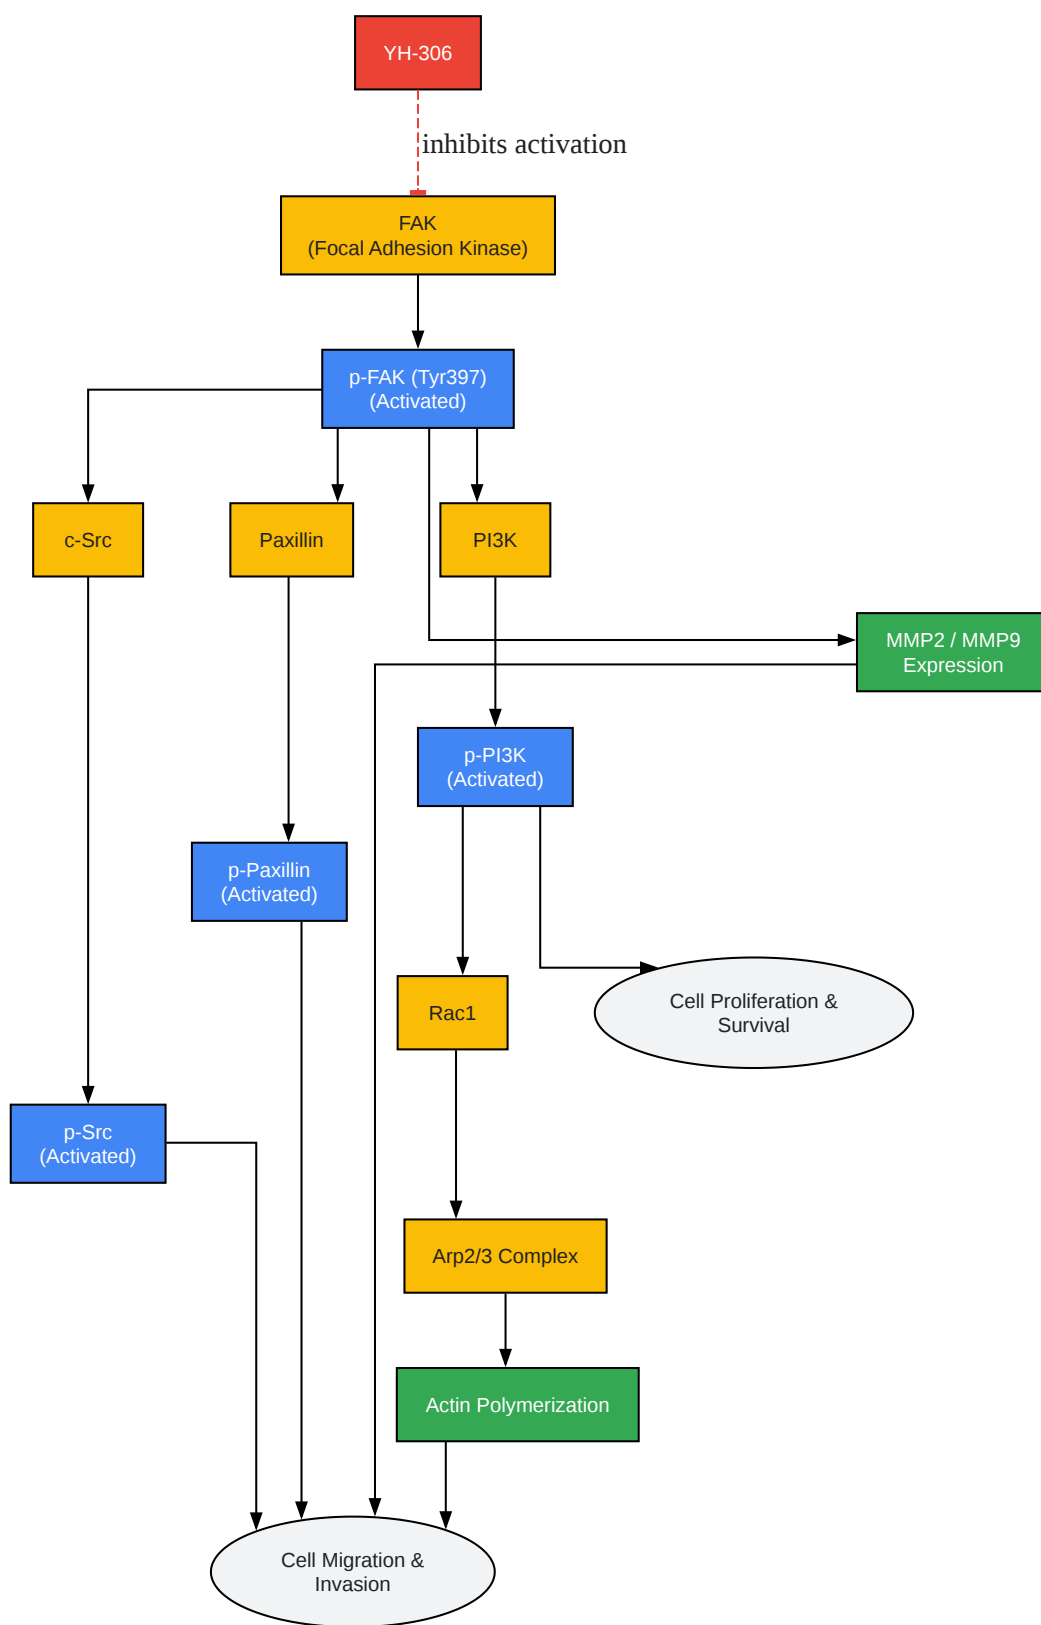 YH-306
inhibits activation
FAK
(Focal Adhesion Kinase)
p-FAK (Tyr397)
(Activated)
c-Src
Paxillin
PI3K
MMP2 / MMP9
Expression
p-PI3K
(Activated)
p-Paxillin
(Activated)
Rac1
Cell Proliferation &
Survival
p-Src
(Activated)
Arp2/3 Complex
Actin Polymerization
Cell Migration &
Invasion